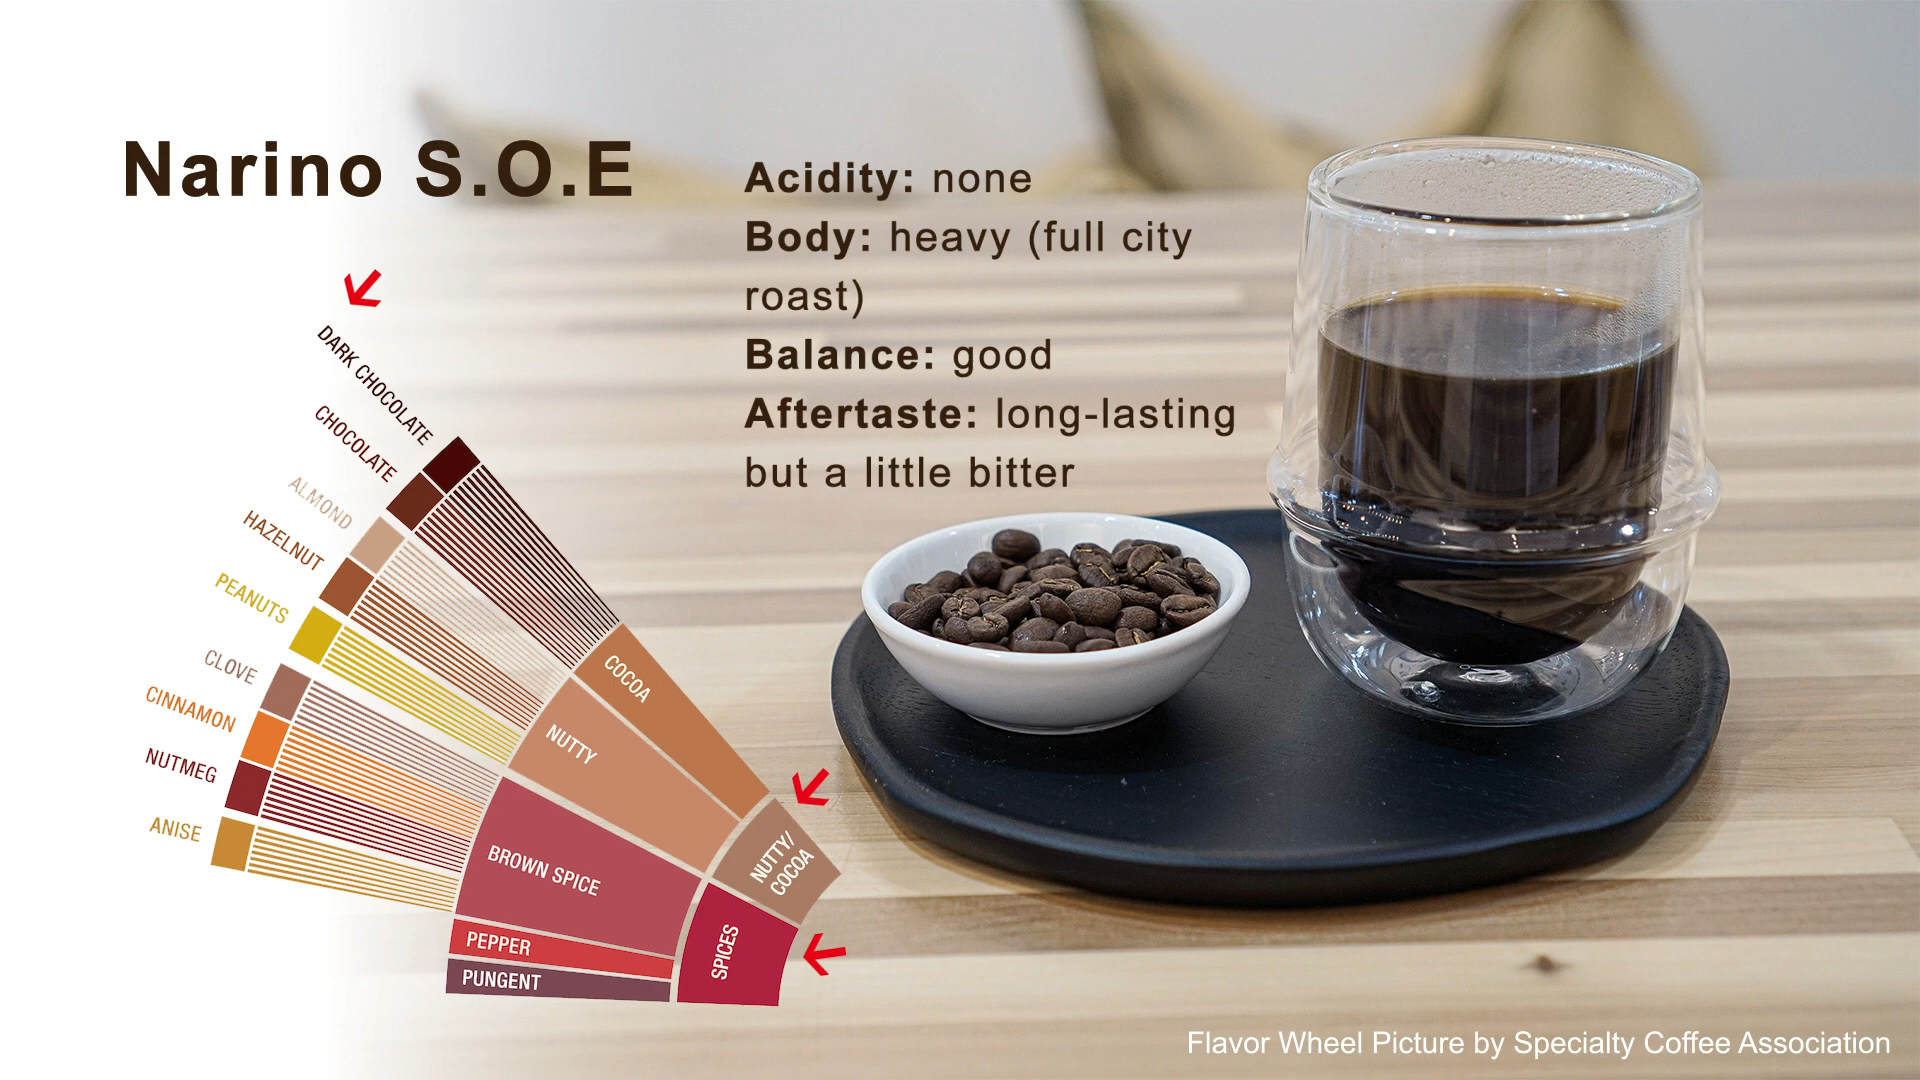 Narino S.O.E
Acidity: none
Body: heavy (full city
roast)
Balance: good
Aftertaste: long-lasting
but a little bitter
DARK CHOCOLATE
CHOCOLATE
ALMOND
HAZELNUT
PEANUTS
CLOVE
CINNAMON
NUTMEG
ANISE
COCOA
NUTTY
BROWN SPICE
PEPPER
PUNGENT
NUTTY/
COCOA
SPICES
Flavor Wheel Picture by Specialty Coffee Association